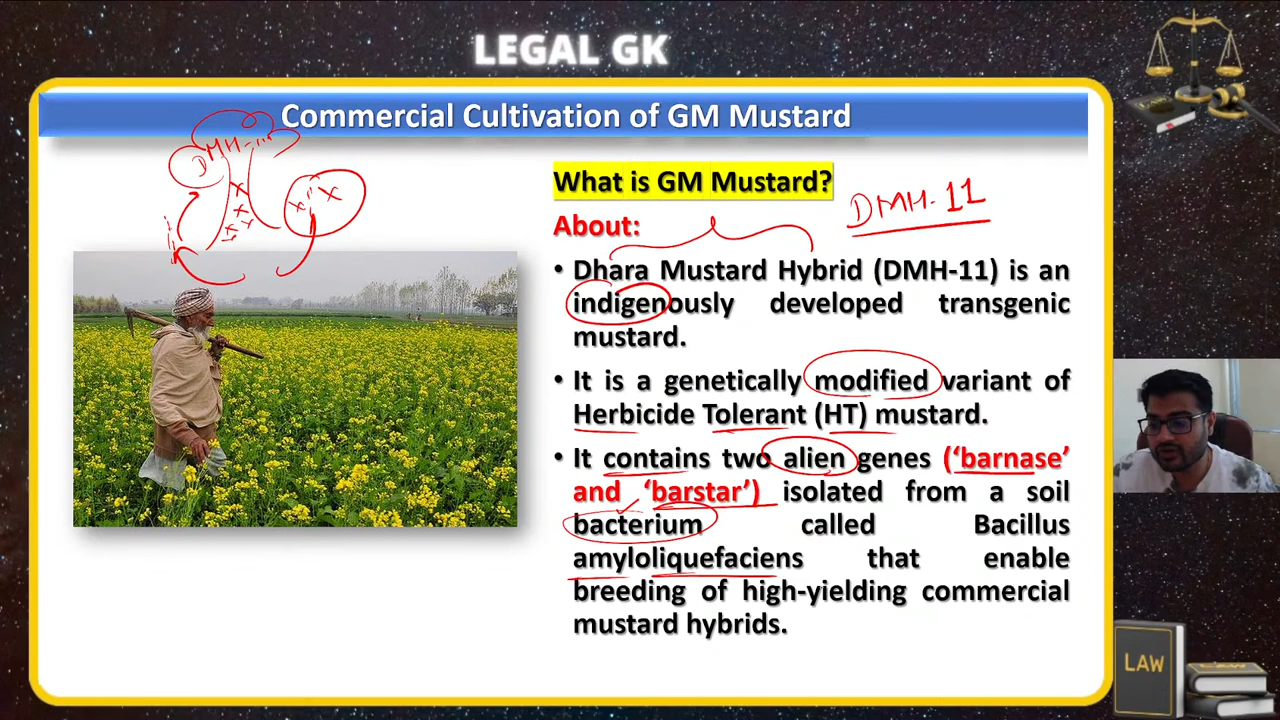 LEGAL GK
Commercial Cultivation of GM Mustard
DMH-11
What is GM Mustard?
DMH-11
About:
• Dhara Mustard Hybrid (DMH-11) is an
indigenously developed transgenic
mustard.
• It is a genetically modified variant of
Herbicide Tolerant (HT) mustard.
• It contains two alien genes (‘barnase’
and ‘barstar’) isolated from a soil
bacterium called Bacillus
amyloliquefaciens that enable
breeding of high-yielding commercial
mustard hybrids.
LAW